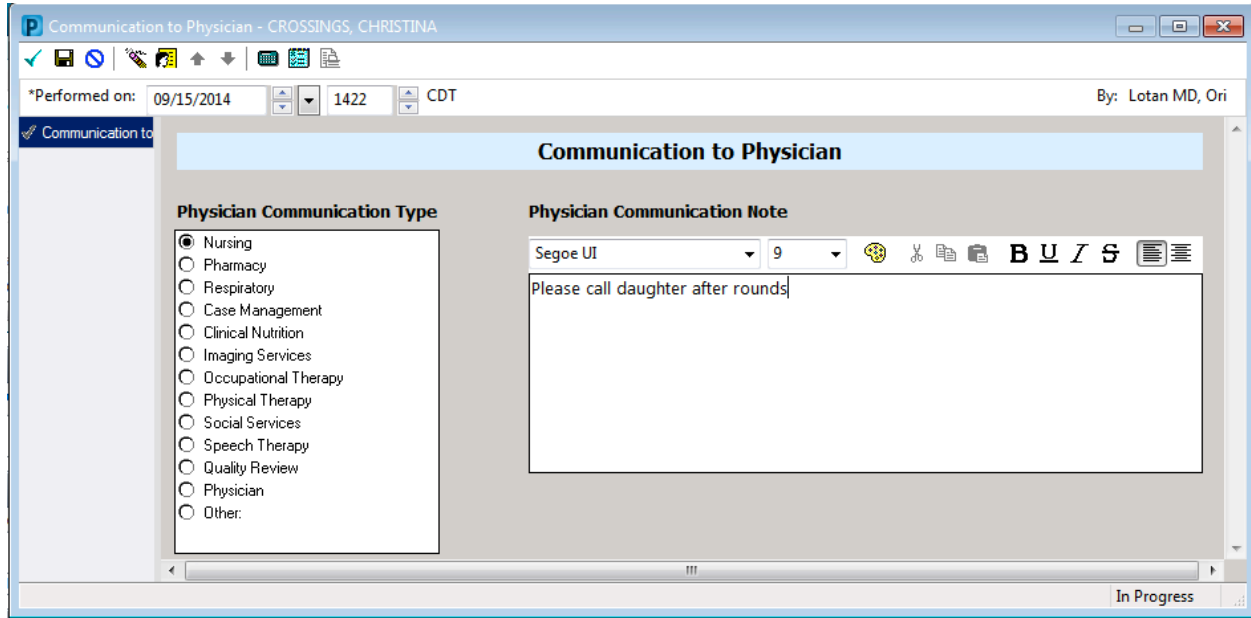 P Communication to Physician - CROSSINGS, CHRISTINA
*Performed on: 09/15/2014 1422 CDT By: Lotan MD, Ori
Communication to
Communication to Physician
Physician Communication Type
Nursing
Pharmacy
Respiratory
Case Management
Clinical Nutrition
Imaging Services
Occupational Therapy
Physical Therapy
Social Services
Speech Therapy
Quality Review
Physician
Other:
Physician Communication Note
Segoe UI 9 B U I S
Please call daughter after rounds
In Progress